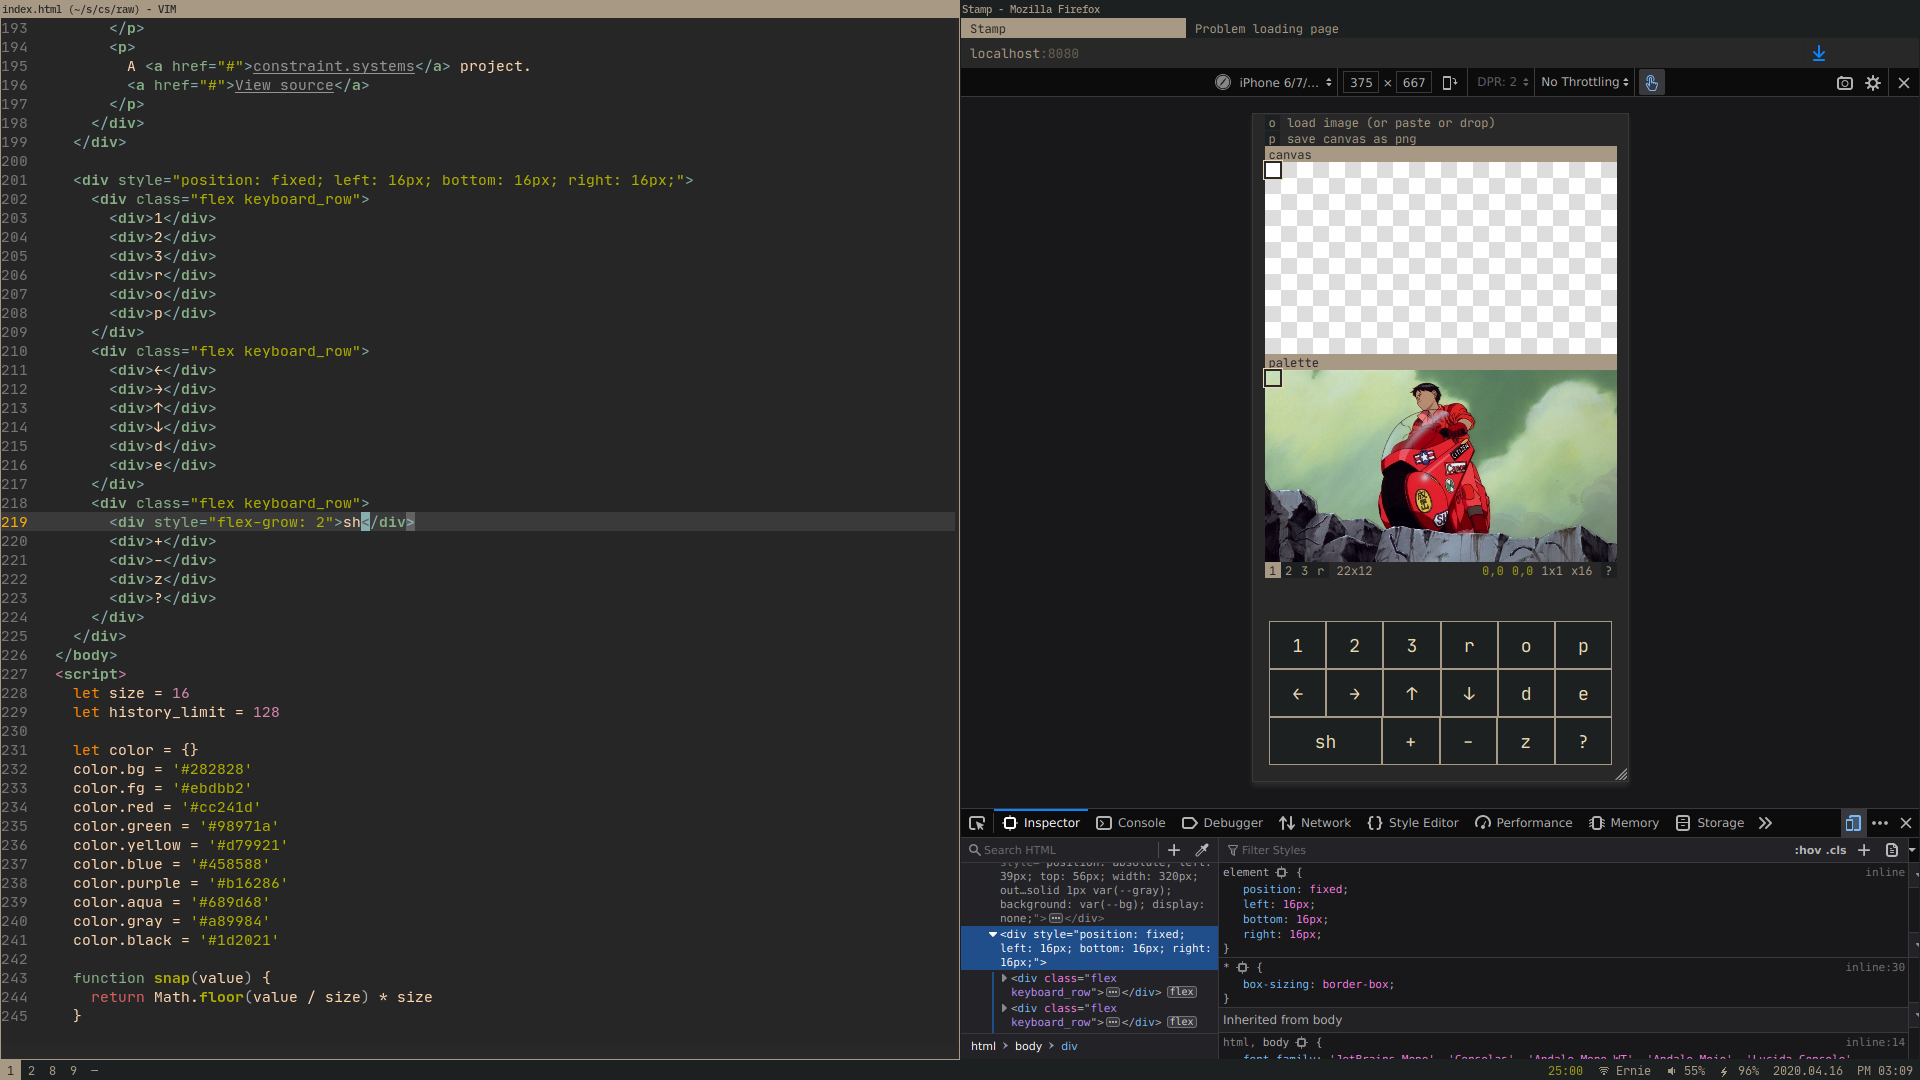 index.html (~/s/cs/raw) - VIM
193 </p>
194 <p>
195 A <a href="#">constraint.systems</a> project.
196 <a href="#">View source</a>
197 </p>
198 </div>
199 </div>
200
201 <div style="position: fixed; left: 16px; bottom: 16px; right: 16px;">
202 <div class="flex keyboard_row">
203 <div>1</div>
204 <div>2</div>
205 <div>3</div>
206 <div>r</div>
207 <div>o</div>
208 <div>p</div>
209 </div>
210 <div class="flex keyboard_row">
211 <div>←</div>
212 <div>→</div>
213 <div>↑</div>
214 <div>↓</div>
215 <div>d</div>
216 <div>e</div>
217 </div>
218 <div class="flex keyboard_row">
219 <div style="flex-grow: 2">sh</div>
220 <div>+</div>
221 <div>-</div>
222 <div>z</div>
223 <div>?</div>
224 </div>
225 </div>
226 </body>
227 <script>
228 let size = 16
229 let history_limit = 128
230
231 let color = {}
232 color.bg = '#282828'
233 color.fg = '#ebdbb2'
234 color.red = '#cc241d'
235 color.green = '#98971a'
236 color.yellow = '#d79921'
237 color.blue = '#458588'
238 color.purple = '#b16286'
239 color.aqua = '#689d68'
240 color.gray = '#a89984'
241 color.black = '#1d2021'
242
243 function snap(value) {
244 return Math.floor(value / size) * size
245 }
Stamp - Mozilla Firefox
Stamp Problem loading page
localhost:8080
iPhone 6/7/... 375 × 667 DPR: 2 No Throttling
o load image (or paste or drop)
p save canvas as png
canvas
palette
1 2 3 r 22x12 0,0 0,0 1x1 x16 ?
1 2 3 r o p
← → ↑ ↓ d e
sh + - z ?
Inspector Console Debugger Network Style Editor Performance Memory Storage
Search HTML
style="position: absolute; left:
39px; top: 56px; width: 320px;
out…solid 1px var(--gray);
background: var(--bg); display:
none;"></div>
<div style="position: fixed;
left: 16px; bottom: 16px; right:
16px;">
<div class="flex
keyboard_row"></div> flex
<div class="flex
keyboard_row"></div> flex
html > body > div
Filter Styles :hov .cls
element { inline
position: fixed;
left: 16px;
bottom: 16px;
right: 16px;
}
* { inline:30
box-sizing: border-box;
}
Inherited from body
html, body { inline:14
font-family: 'JetBrains Mono', 'Consolas', 'Andale Mono WT', 'Andale Mojo', 'Lucida Console'
1 2 8 9 —
25:00 Ernie 55% 96% 2020.04.16 PM 03:09